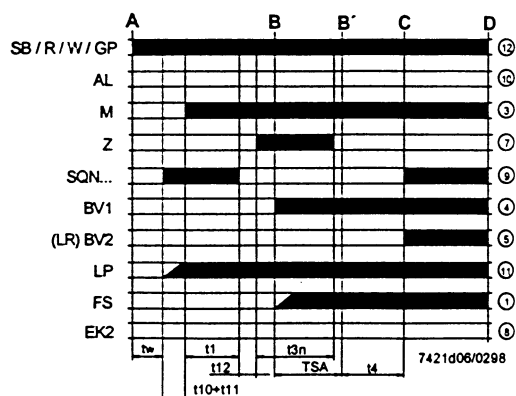 A B B´ C D
SB / R / W / GP ⑫
AL ⑩
M ③
Z ⑦
SQN... ⑨
BV1 ④
(LR) BV2 ⑤
LP ⑪
FS ①
EK2 ⑧
tw t1 t3n 7421d06/0298
t12 TSA t4
t10+t11